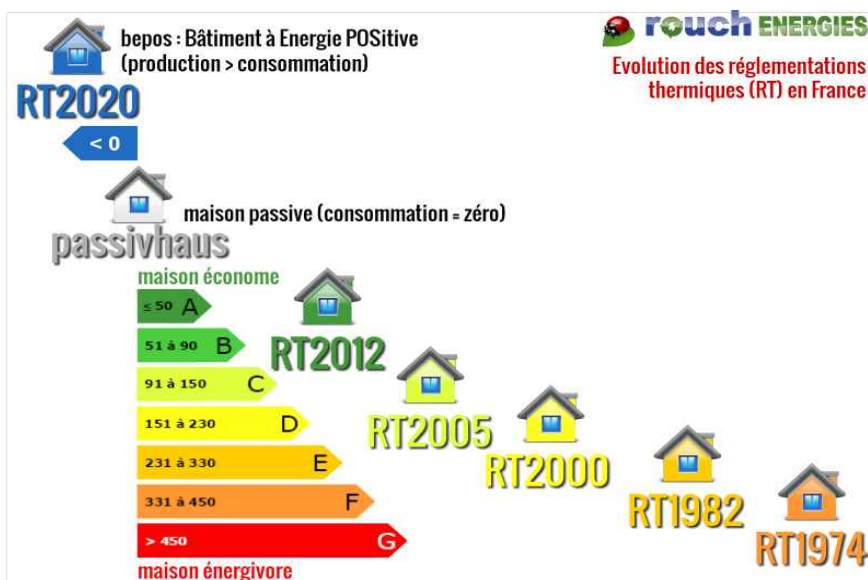 bepos : Bâtiment à Energie POSitive
(production > consommation)
rouch ENERGIES
Evolution des réglementations
thermiques (RT) en France
RT2020
< 0
maison passive (consommation = zéro)
passivhaus
maison économe
≤ 50 A
51 à 90 B
RT2012
91 à 150 C
151 à 230 D
RT2005
231 à 330 E
RT2000
331 à 450 F
RT1982
> 450 G
RT1974
maison énergivore